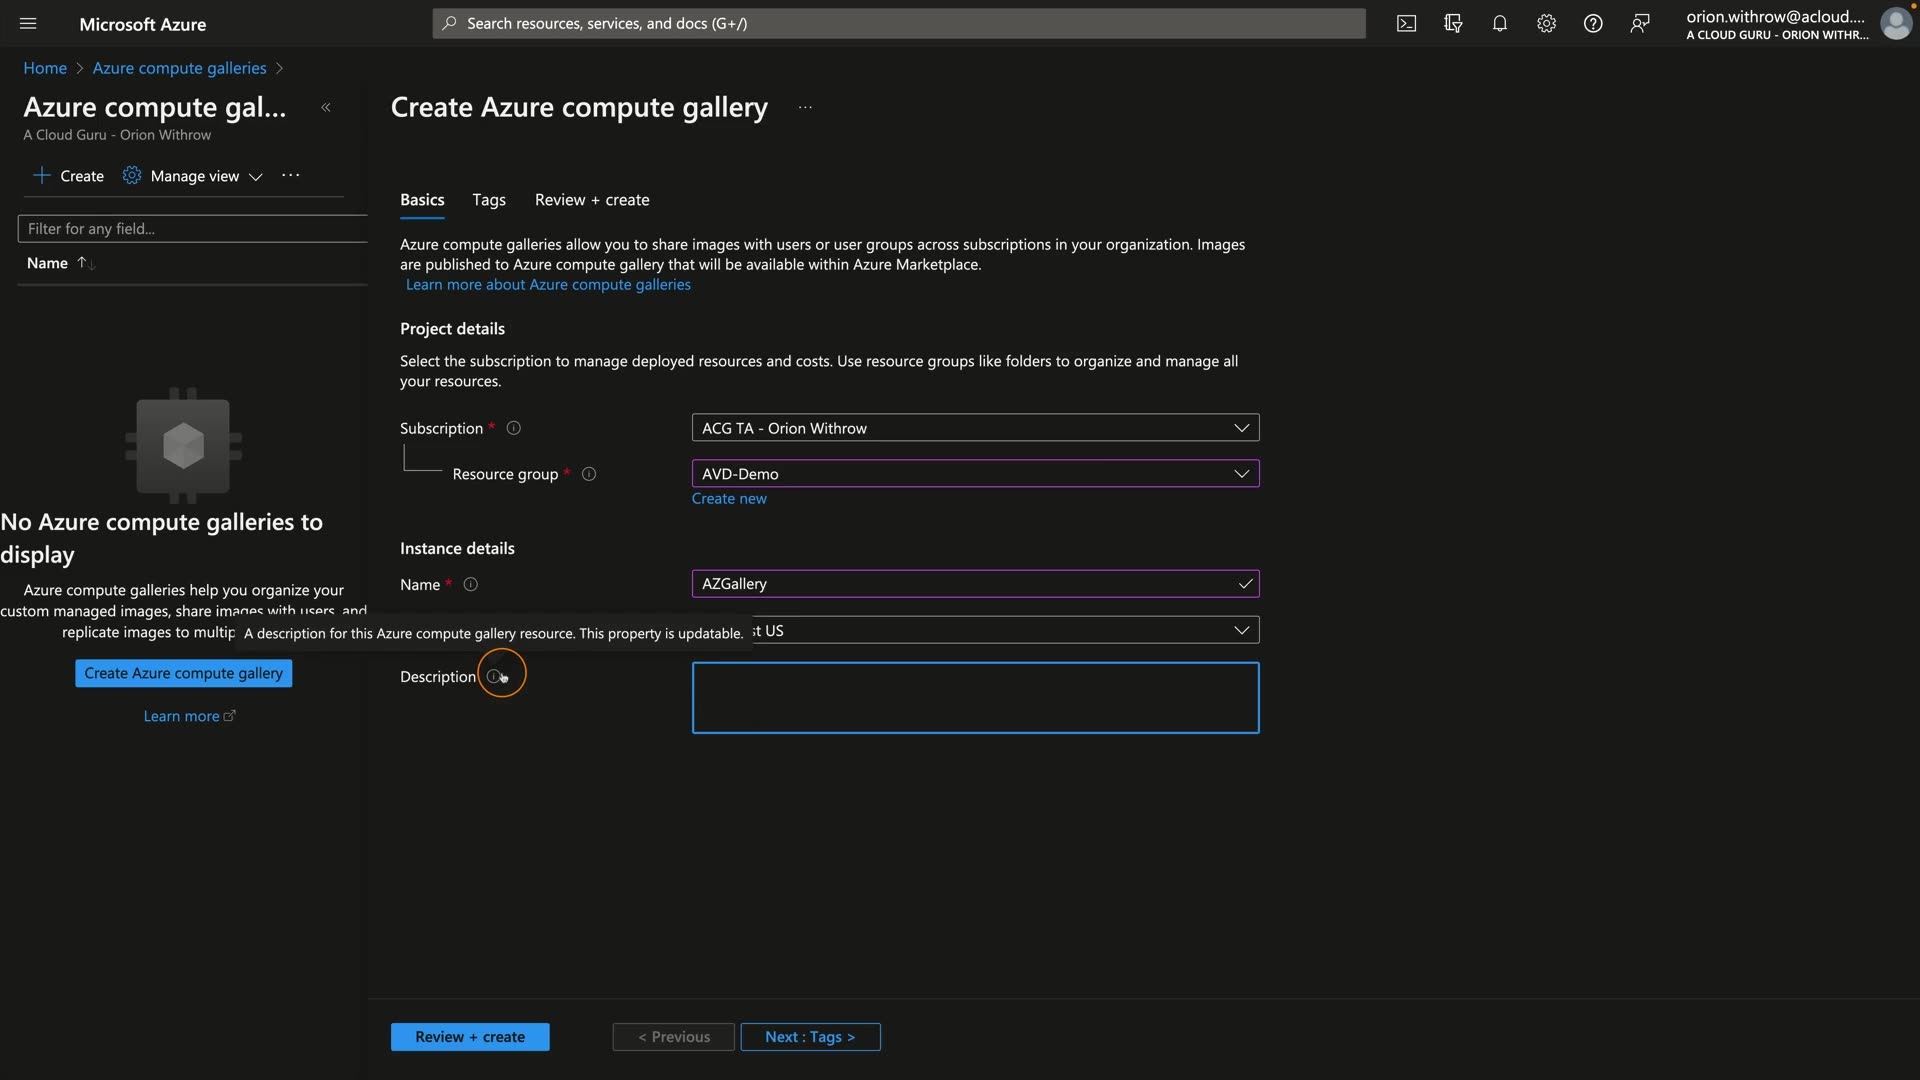 Microsoft Azure
Search resources, services, and docs (G+/)
orion.withrow@acloud....
A CLOUD GURU - ORION WITHR...
Home > Azure compute galleries >
Azure compute gal...
«
A Cloud Guru - Orion Withrow
Create
Manage view
...
Filter for any field...
Name
No Azure compute galleries to
display
Azure compute galleries help you organize your
custom managed images, share images with users, and
replicate images to
Create Azure compute gallery
Learn more
Create Azure compute gallery
...
Basics
Tags
Review + create
Azure compute galleries allow you to share images with users or user groups across subscriptions in your organization. Images
are published to Azure compute gallery that will be available within Azure Marketplace.
Learn more about Azure compute galleries
Project details
Select the subscription to manage deployed resources and costs. Use resource groups like folders to organize and manage all
your resources.
Subscription *
ACG TA - Orion Withrow
Resource group *
AVD-Demo
Create new
Instance details
Name *
AZGallery
A description for this Azure compute gallery resource. This property is updatable.
US
Description
Review + create
< Previous
Next : Tags >